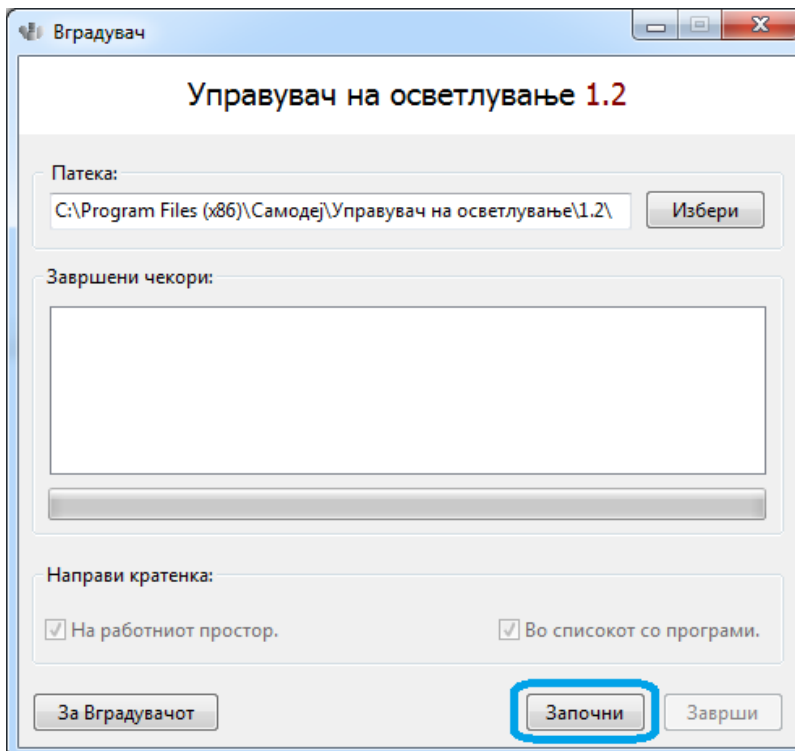 Вградувач
Управувач на осветлување 1.2
Патека:
C:\Program Files (x86)\Самодеј\Управувач на осветлување\1.2\
Избери
Завршени чекори:
Направи кратенка:
На работниот простор.
Во списокот со програми.
За Вградувачот
Започни
Заврши